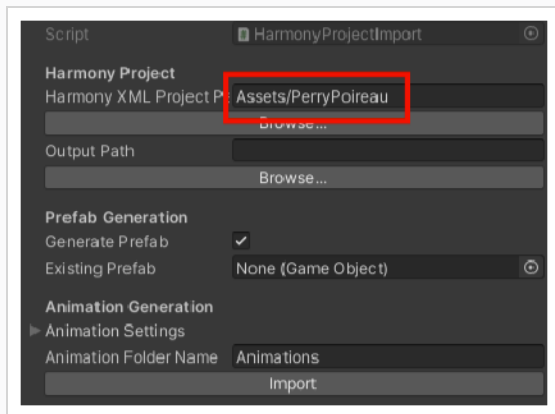 Script HarmonyProjectImport
Harmony Project
Harmony XML Project P Assets/PerryPoireau
Browse...
Output Path
Browse...
Prefab Generation
Generate Prefab
Existing Prefab None (Game Object)
Animation Generation
Animation Settings
Animation Folder Name Animations
Import